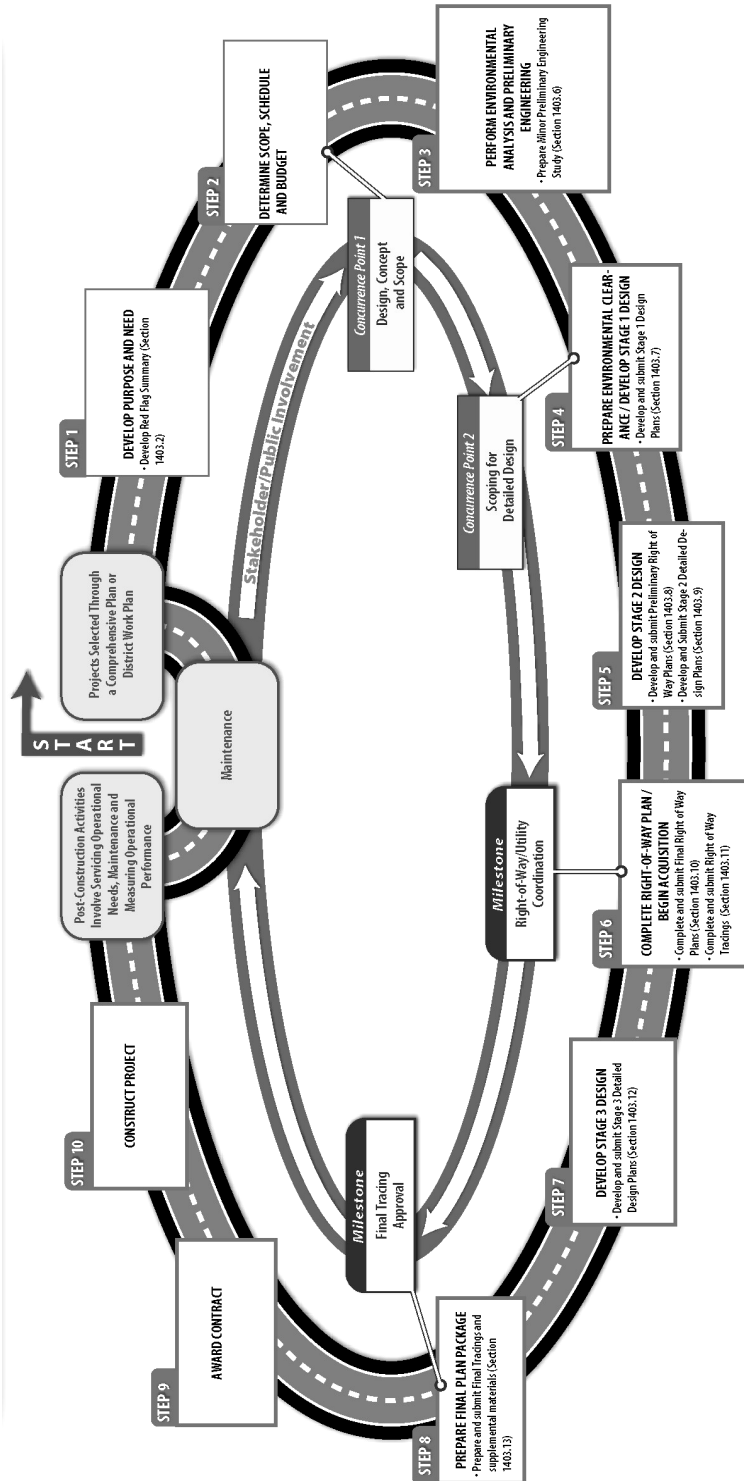 START
Projects Selected Through
a Comprehensive Plan or
District Work Plan
STEP 1
DEVELOP PURPOSE AND NEED
• Develop Red Flag Summary (Section
1403.2)
STEP 2
DETERMINE SCOPE, SCHEDULE
AND BUDGET
STEP 3
PERFORM ENVIRONMENTAL
ANALYSIS AND PRELIMINARY
ENGINEERING
• Prepare Minor Preliminary Engineering
Study (Section 1403.6)
STEP 4
PREPARE ENVIRONMENTAL CLEAR-
ANCE / DEVELOP STAGE 1 DESIGN
• Develop and submit Stage 1 Design
Plans (Section 1403.7)
STEP 5
DEVELOP STAGE 2 DESIGN
• Develop and submit Preliminary Right of
Way Plans (Section 1403.8)
• Develop and Submit Stage 2 Detailed De-
sign Plans (Section 1403.9)
STEP 6
COMPLETE RIGHT-OF-WAY PLAN /
BEGIN ACQUISITION
• Complete and submit Final Right of Way
Plans (Section 1403.10)
• Complete and submit Right of Way
Tracings (Section 1403.11)
STEP 7
DEVELOP STAGE 3 DESIGN
• Develop and submit Stage 3 Detailed
Design Plans (Section 1403.12)
STEP 8
PREPARE FINAL PLAN PACKAGE
• Prepare and submit Final Tracings and
supplemental materials (Section
1403.13)
STEP 9
AWARD CONTRACT
STEP 10
CONSTRUCT PROJECT
Post-Construction Activities
Involve Servicing Operational
Needs, Maintenance and
Measuring Operational
Performance
Maintenance
Stakeholder/Public Involvement
Concurrence Point 1
Design, Concept
and Scope
Concurrence Point 2
Scoping for
Detailed Design
Milestone
Right-of-Way/Utility
Coordination
Milestone
Final Tracing
Approval